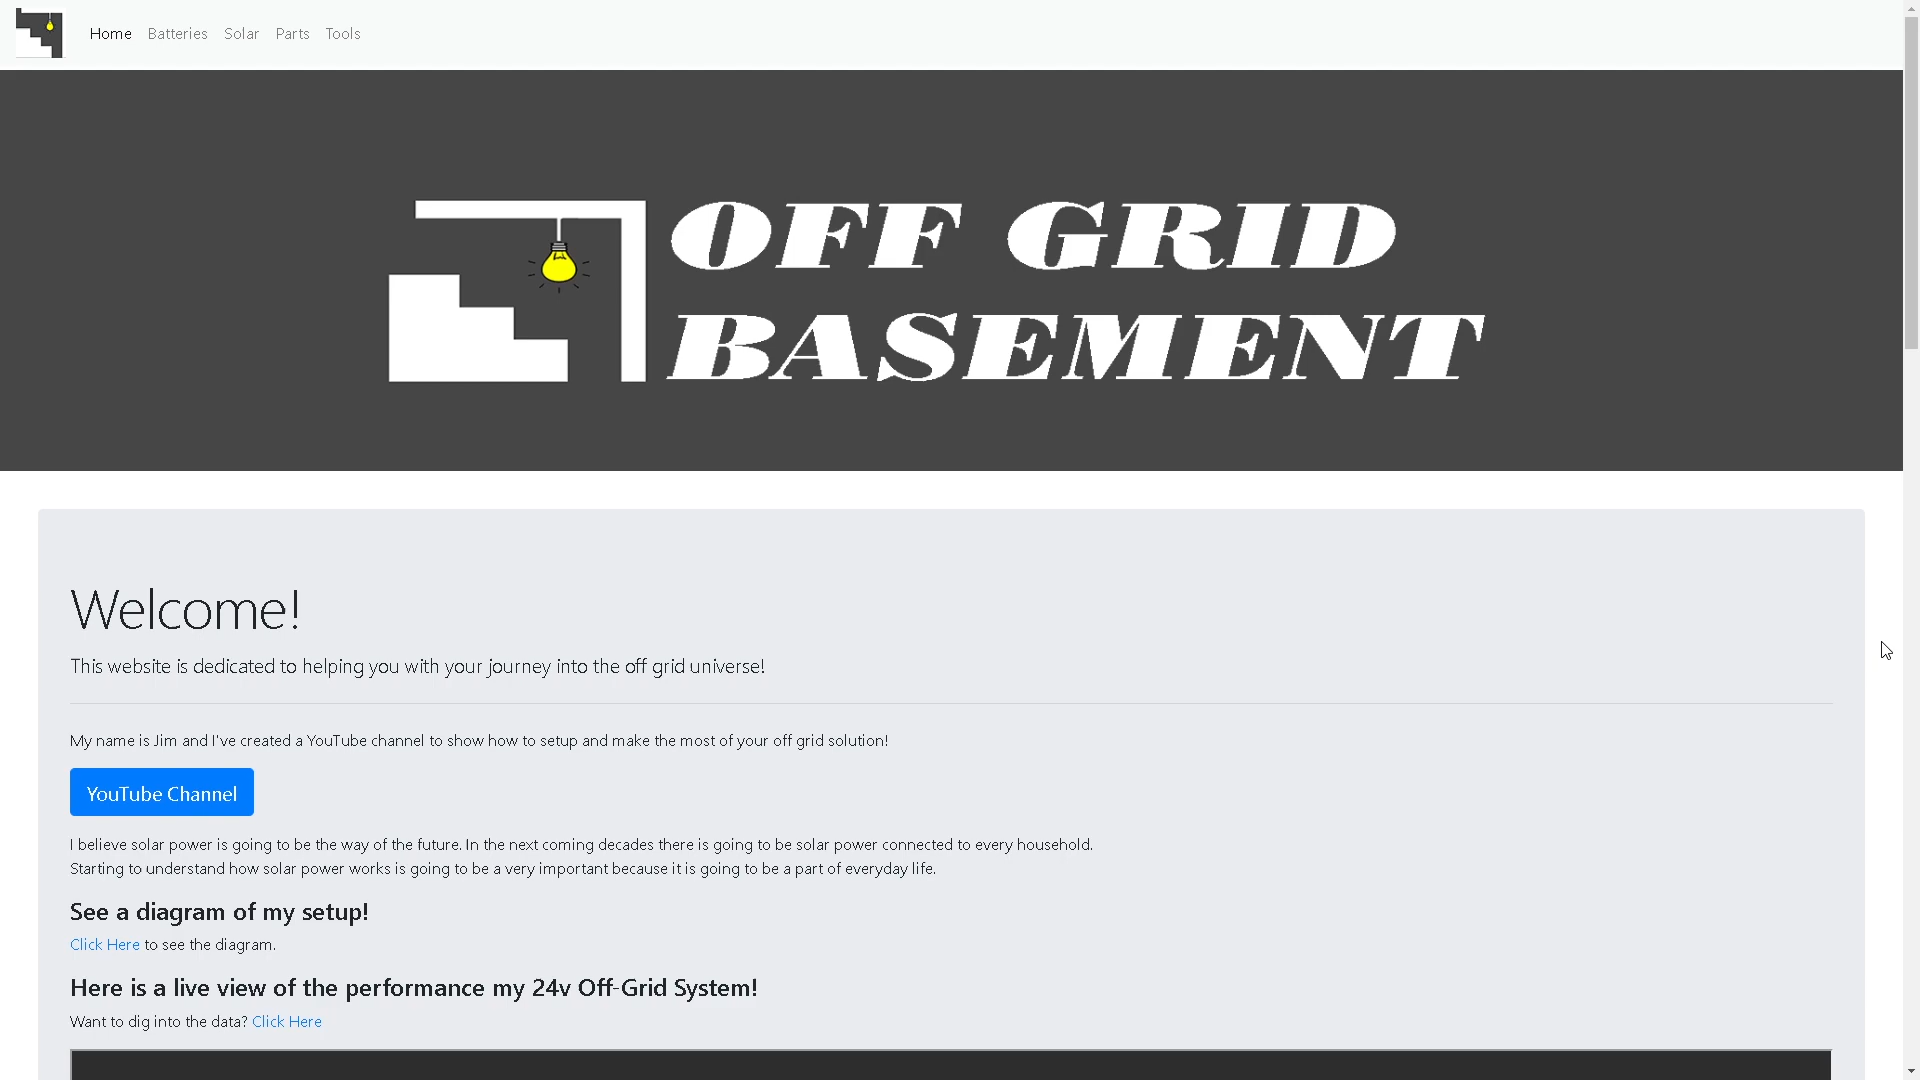 Home Batteries Solar Parts Tools
OFF GRID
BASEMENT
Welcome!
This website is dedicated to helping you with your journey into the off grid universe!
My name is Jim and I've created a YouTube channel to show how to setup and make the most of your off grid solution!
YouTube Channel
I believe solar power is going to be the way of the future. In the next coming decades there is going to be solar power connected to every household.
Starting to understand how solar power works is going to be a very important because it is going to be a part of everyday life.
See a diagram of my setup!
Click Here to see the diagram.
Here is a live view of the performance my 24v Off-Grid System!
Want to dig into the data? Click Here